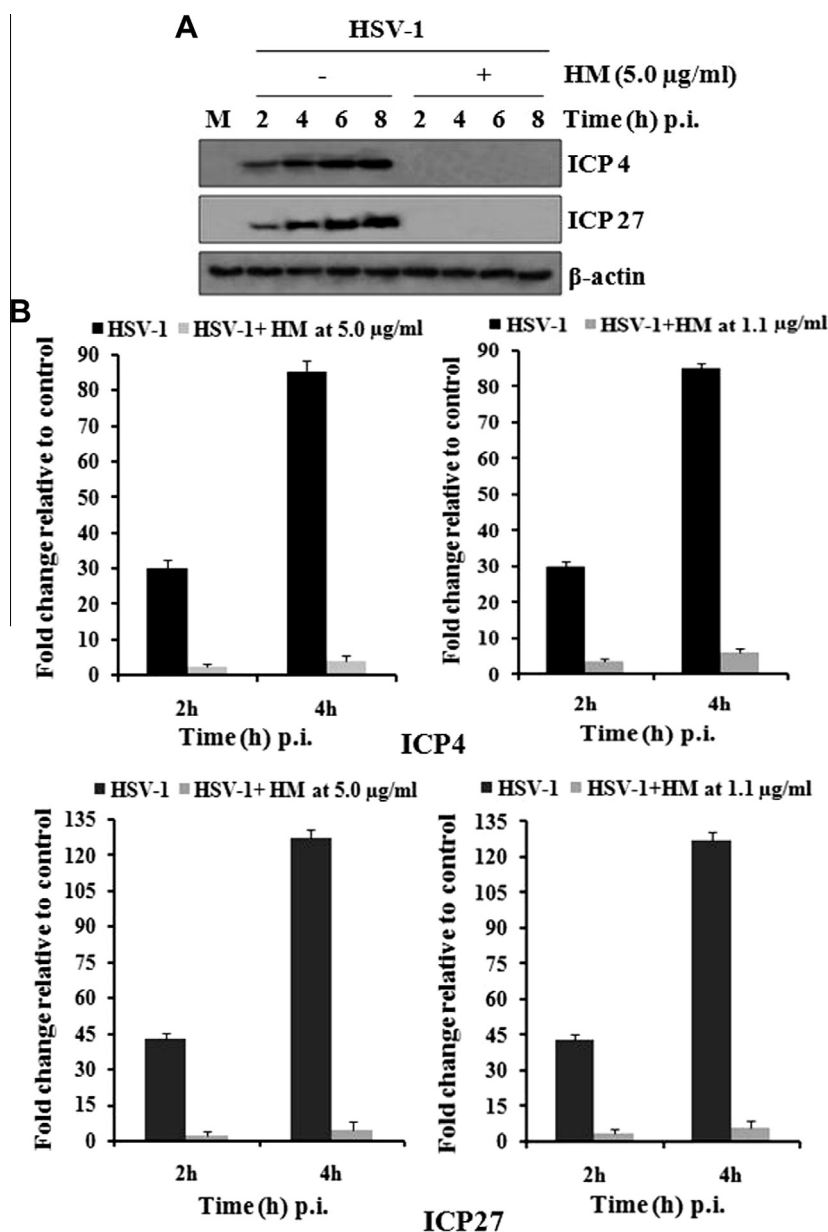 A
HSV-1
- + HM (5.0 µg/ml)
M 2 4 6 8 2 4 6 8 Time (h) p.i.
ICP 4
ICP 27
β-actin
B
HSV-1 HSV-1+ HM at 5.0 µg/ml
Fold change relative to control
90
80
70
60
50
40
30
20
10
0
2h 4h
Time (h) p.i.
HSV-1 HSV-1+HM at 1.1 µg/ml
Fold change relative to control
90
80
70
60
50
40
30
20
10
0
2h 4h
Time (h) p.i.
ICP4
HSV-1 HSV-1+ HM at 5.0 µg/ml
Fold change relative to control
135
120
105
90
75
60
45
30
15
0
2h 4h
Time (h) p.i.
HSV-1 HSV-1+HM at 1.1 µg/ml
Fold change relative to control
135
120
105
90
75
60
45
30
15
0
2h 4h
Time (h) p.i.
ICP27